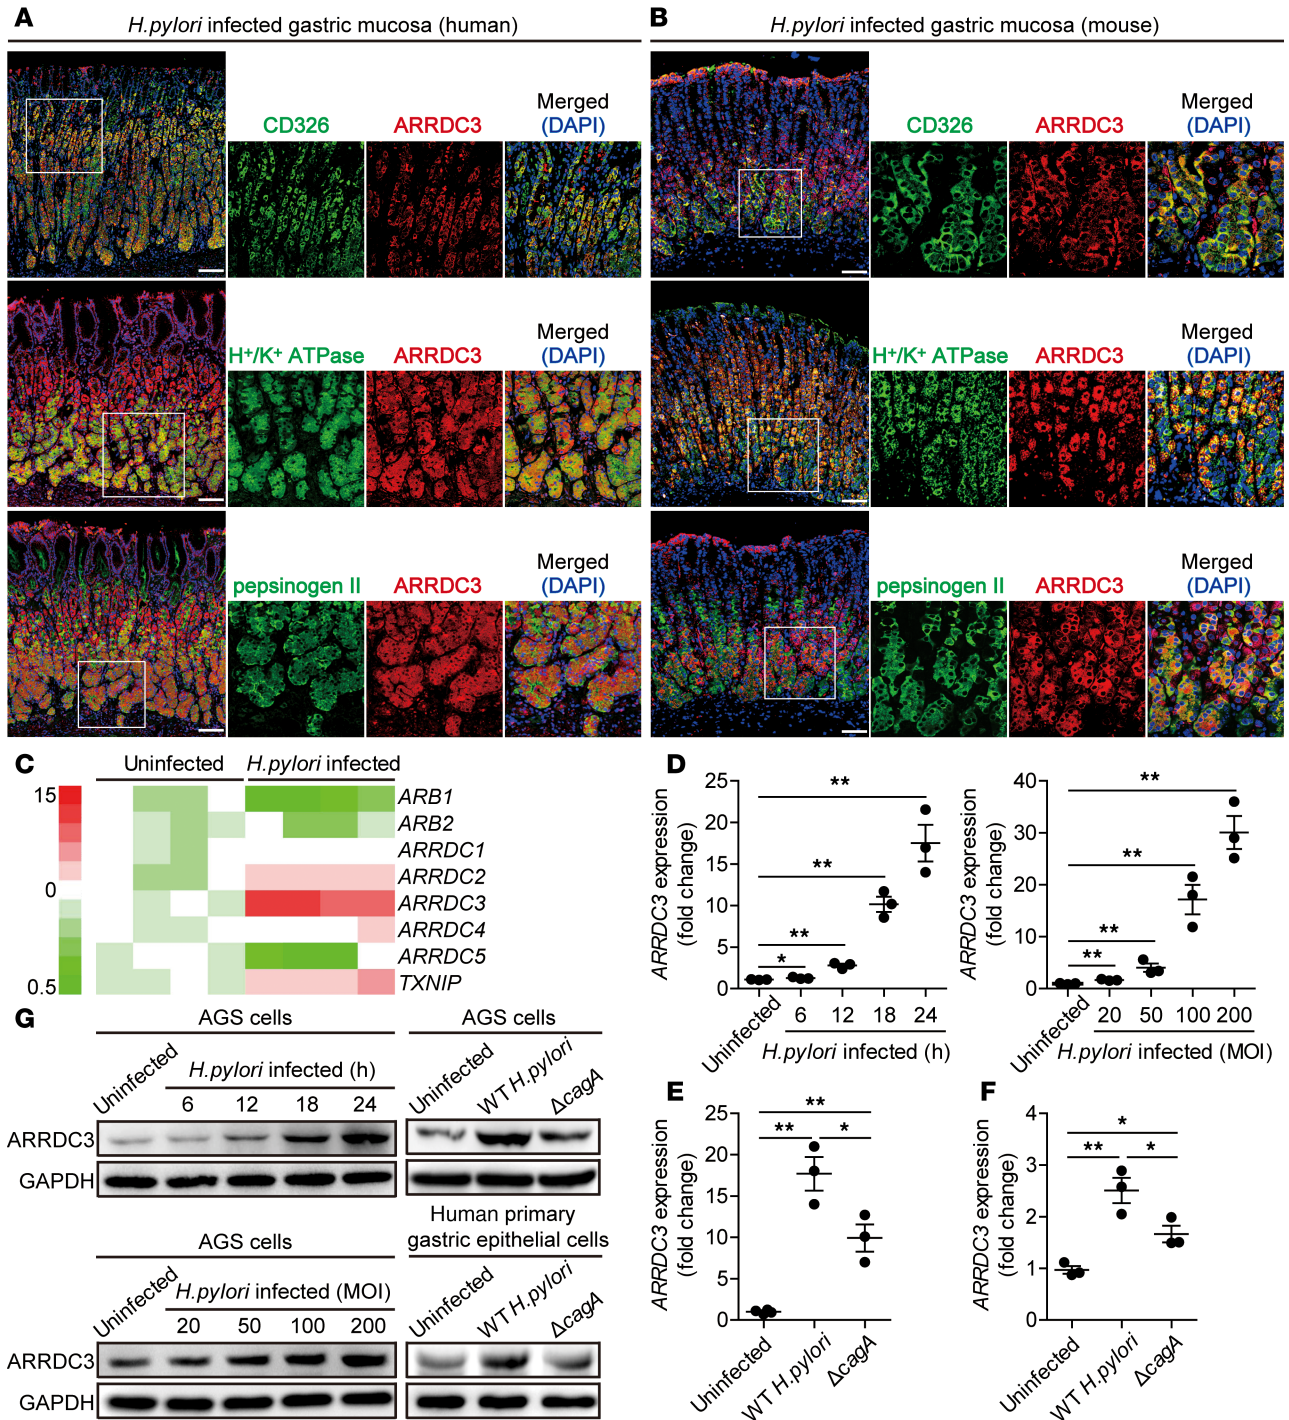 A
H.pylori infected gastric mucosa (human)
CD326
ARRDC3
Merged
(DAPI)
H⁺/K⁺ ATPase
ARRDC3
Merged
(DAPI)
pepsinogen II
ARRDC3
Merged
(DAPI)
B
H.pylori infected gastric mucosa (mouse)
CD326
ARRDC3
Merged
(DAPI)
H⁺/K⁺ ATPase
ARRDC3
Merged
(DAPI)
pepsinogen II
ARRDC3
Merged
(DAPI)
C
Uninfected
H.pylori infected
15
0
0.5
ARB1
ARB2
ARRDC1
ARRDC2
ARRDC3
ARRDC4
ARRDC5
TXNIP
D
ARRDC3 expression
(fold change)
25
20
15
10
5
0
**
**
**
*
Uninfected
6 12 18 24
H.pylori infected (h)
ARRDC3 expression
(fold change)
40
30
20
10
0
**
**
**
**
Uninfected
20 50 100 200
H.pylori infected (MOI)
E
ARRDC3 expression
(fold change)
25
20
15
10
5
0
**
** *
Uninfected
WT H.pylori
ΔcagA
F
ARRDC3 expression
(fold change)
4
3
2
1
0
*
** *
Uninfected
WT H.pylori
ΔcagA
G
AGS cells
Uninfected
H.pylori infected (h)
6 12 18 24
ARRDC3
GAPDH
AGS cells
Uninfected
WT H.pylori
ΔcagA
AGS cells
Uninfected
H.pylori infected (MOI)
20 50 100 200
ARRDC3
GAPDH
Human primary
gastric epithelial cells
Uninfected
WT H.pylori
ΔcagA